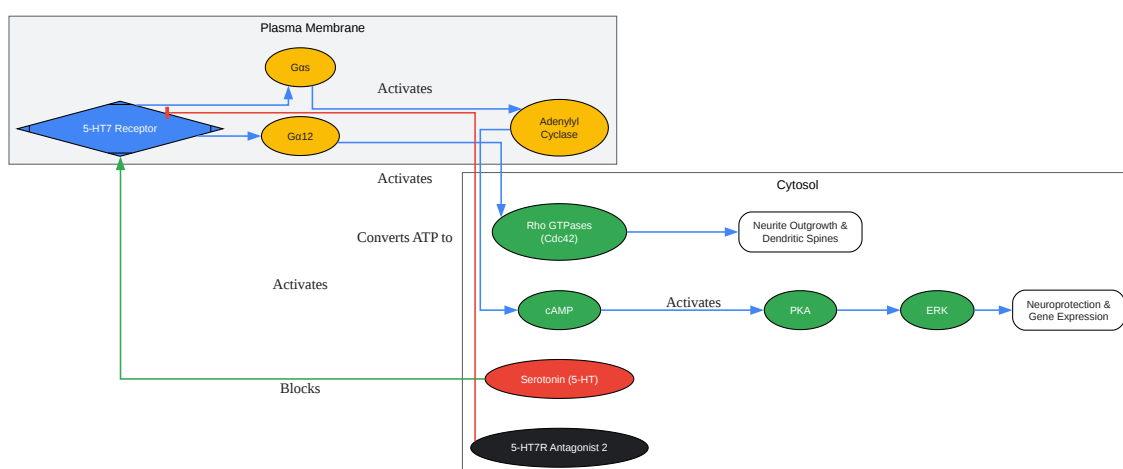 Plasma Membrane
Gαs
Activates
5-HT7 Receptor
Gα12
Adenylyl
Cyclase
Activates
Cytosol
Rho GTPases
(Cdc42)
Neurite Outgrowth &
Dendritic Spines
Converts ATP to
Activates
cAMP
Activates
PKA
ERK
Neuroprotection &
Gene Expression
Serotonin (5-HT)
Blocks
5-HT7R Antagonist 2